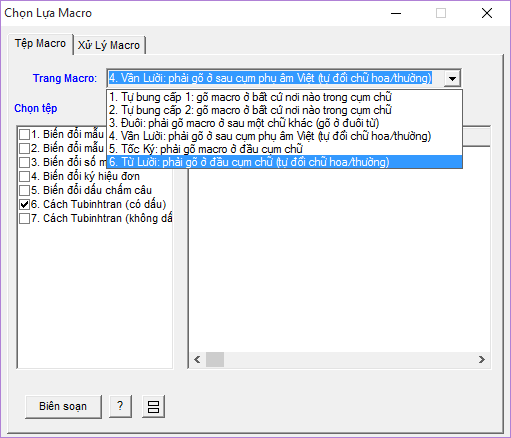 Chọn Lựa Macro
Tệp Macro
Xử Lý Macro
Trang Macro:
4. Vần Lười: phải gõ ở sau cụm phụ âm Việt (tự đổi chữ hoa/thường)
1. Tự bung cấp 1: gõ macro ở bất cứ nơi nào trong cụm chữ
2. Tự bung cấp 2: gõ macro ở bất cứ nơi nào trong cụm chữ
3. Đuôi: phải gõ macro ở sau một chữ khác (gõ ở đuôi từ)
4. Vần Lười: phải gõ ở sau cụm phụ âm Việt (tự đổi chữ hoa/thường)
5. Tốc Ký: phải gõ macro ở đầu cụm chữ
6. Từ Lười: phải gõ ở đầu cụm chữ (tự đổi chữ hoa/thường)
Chọn tệp
1. Biến đổi mẫu
2. Biến đổi mẫu
3. Biến đổi số m
4. Biến đổi ký hiệu đơn
5. Biến đổi dấu chấm câu
6. Cách Tubinhtran (có dấu)
7. Cách Tubinhtran (không dấ
Biên soạn
?